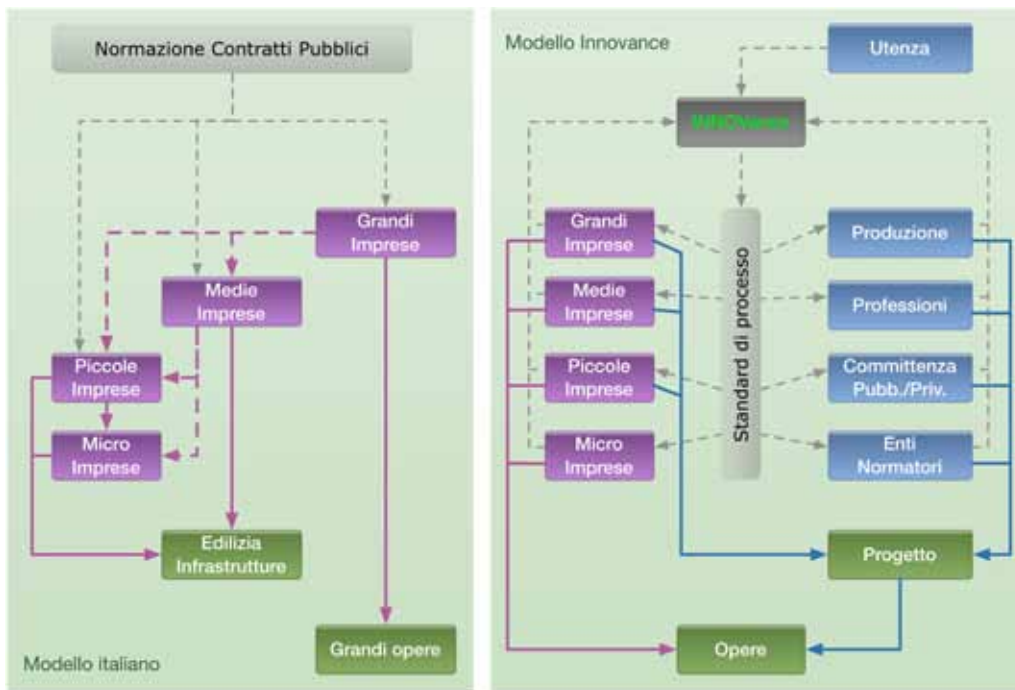 Normazione Contratti Pubblici
Grandi
Imprese
Medie
Imprese
Piccole
Imprese
Micro
Imprese
Edilizia
Infrastrutture
Grandi opere
Modello italiano
Modello Innovance
Utenza
INNOVance
Grandi
Imprese
Medie
Imprese
Piccole
Imprese
Micro
Imprese
Standard di processo
Produzione
Professioni
Committenza
Pubb./Priv.
Enti
Normatori
Progetto
Opere